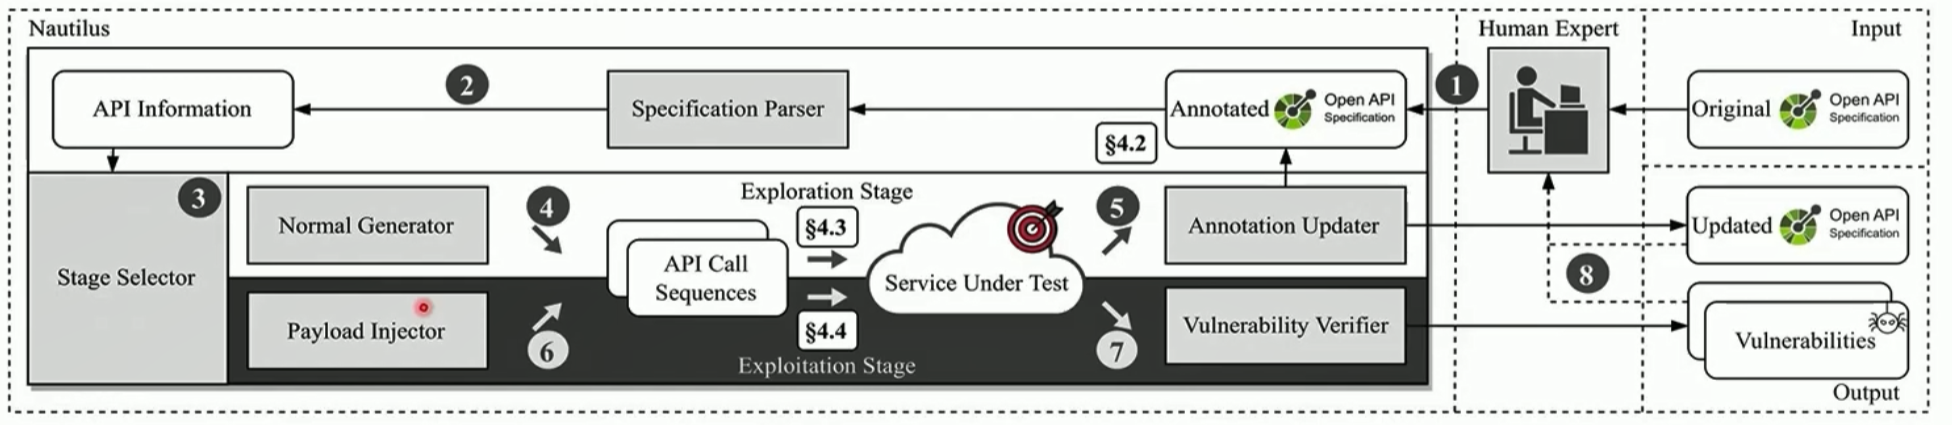 Nautilus
Human Expert
Input
API Information
2
Specification Parser
Annotated
Open API
Specification
1
Original
Open API
Specification
§4.2
3
Stage Selector
Normal Generator
4
Exploration Stage
§4.3
API Call
Sequences
Service Under Test
5
Annotation Updater
Updated
Open API
Specification
8
Payload Injector
6
§4.4
Exploitation Stage
7
Vulnerability Verifier
Vulnerabilities
Output